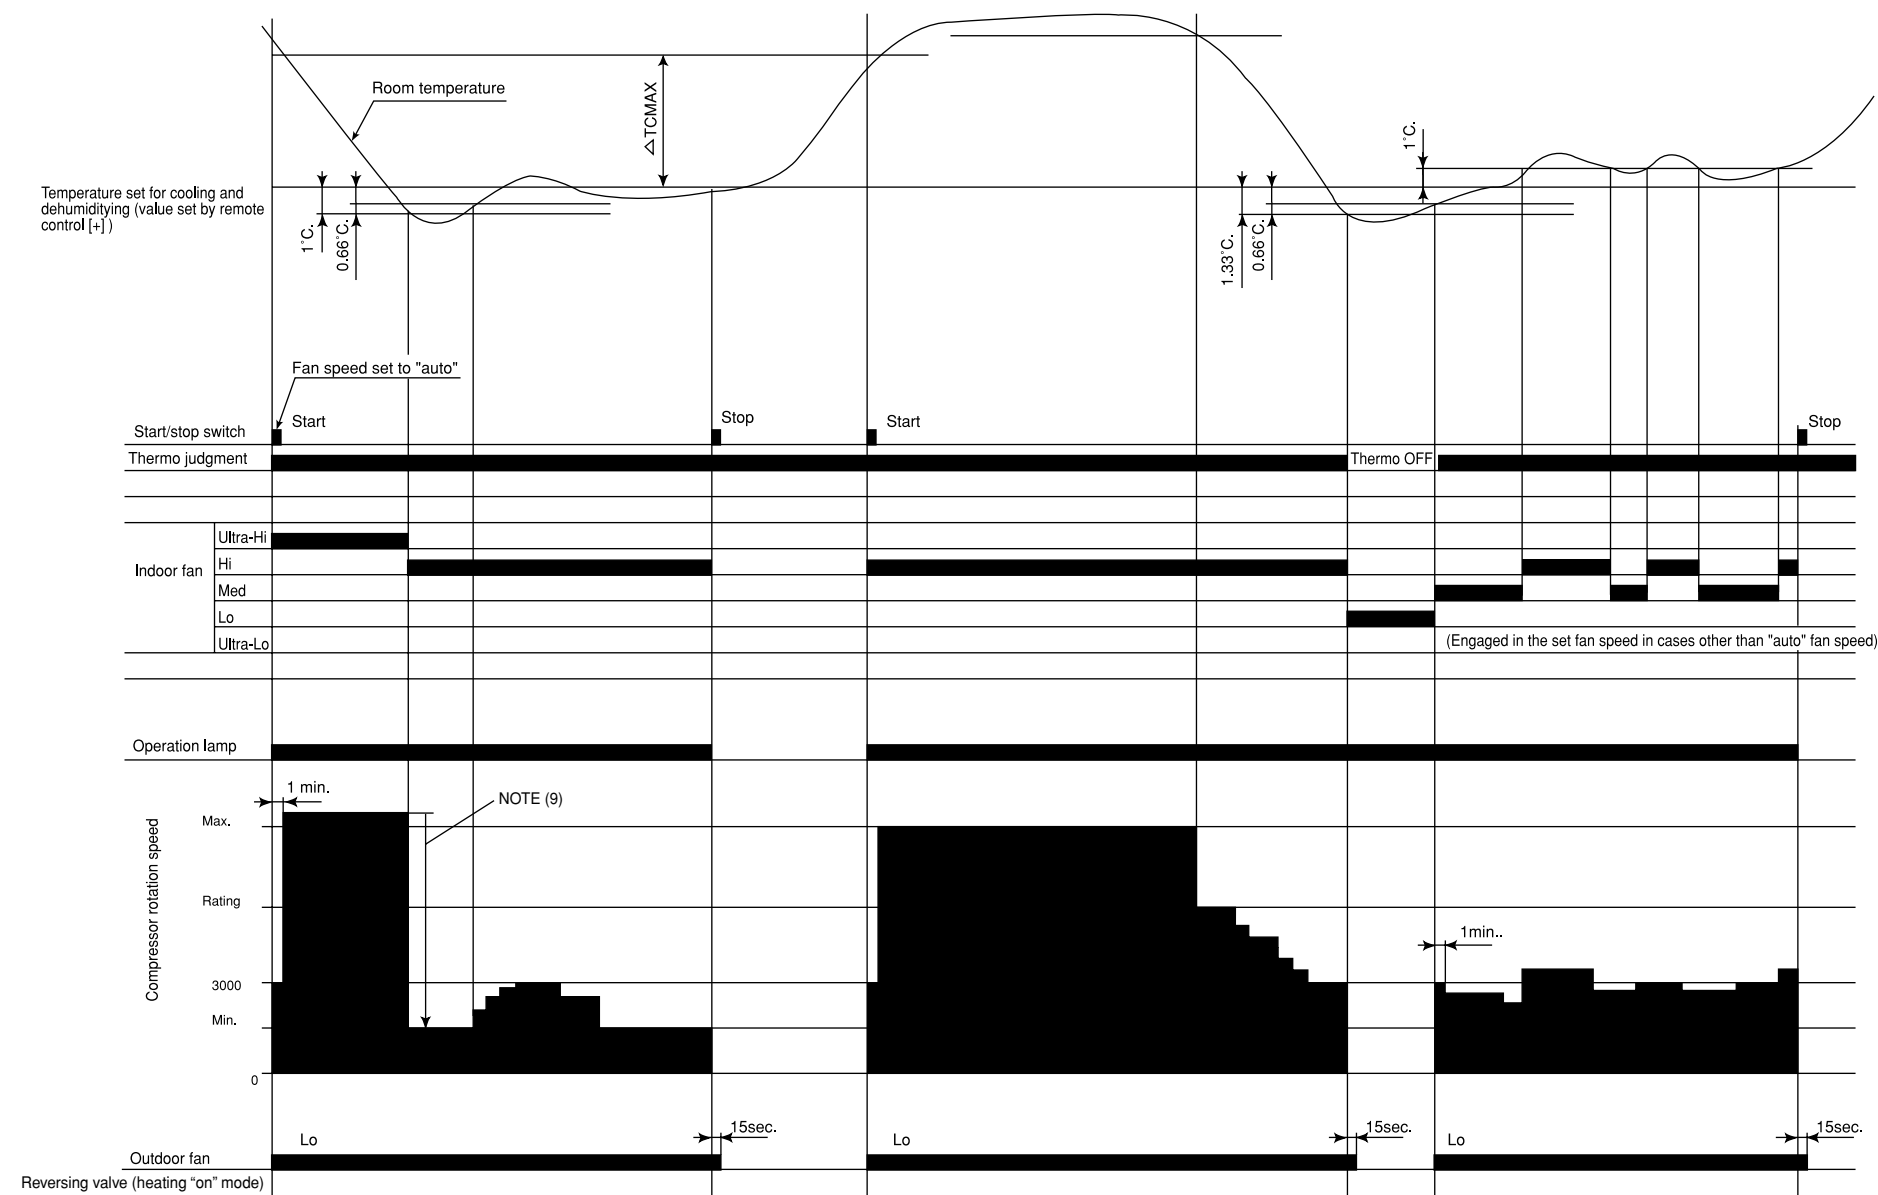 Room temperature
△TCMAX
1°C.
Temperature set for cooling and
dehumiditying (value set by remote
control [+] )
1°C.
0.66°C.
1.33°C.
0.66°C.
Fan speed set to "auto"
Start/stop switch
Start
Stop
Start
Stop
Thermo judgment
Thermo OFF
Indoor fan
Ultra-Hi
Hi
Med
Lo
Ultra-Lo
(Engaged in the set fan speed in cases other than "auto" fan speed)
Operation lamp
1 min.
NOTE (9)
Compressor rotation speed
Max.
Rating
3000
Min.
0
1min..
Lo
15sec.
Lo
15sec.
Lo
15sec.
Outdoor fan
Reversing valve (heating “on” mode)